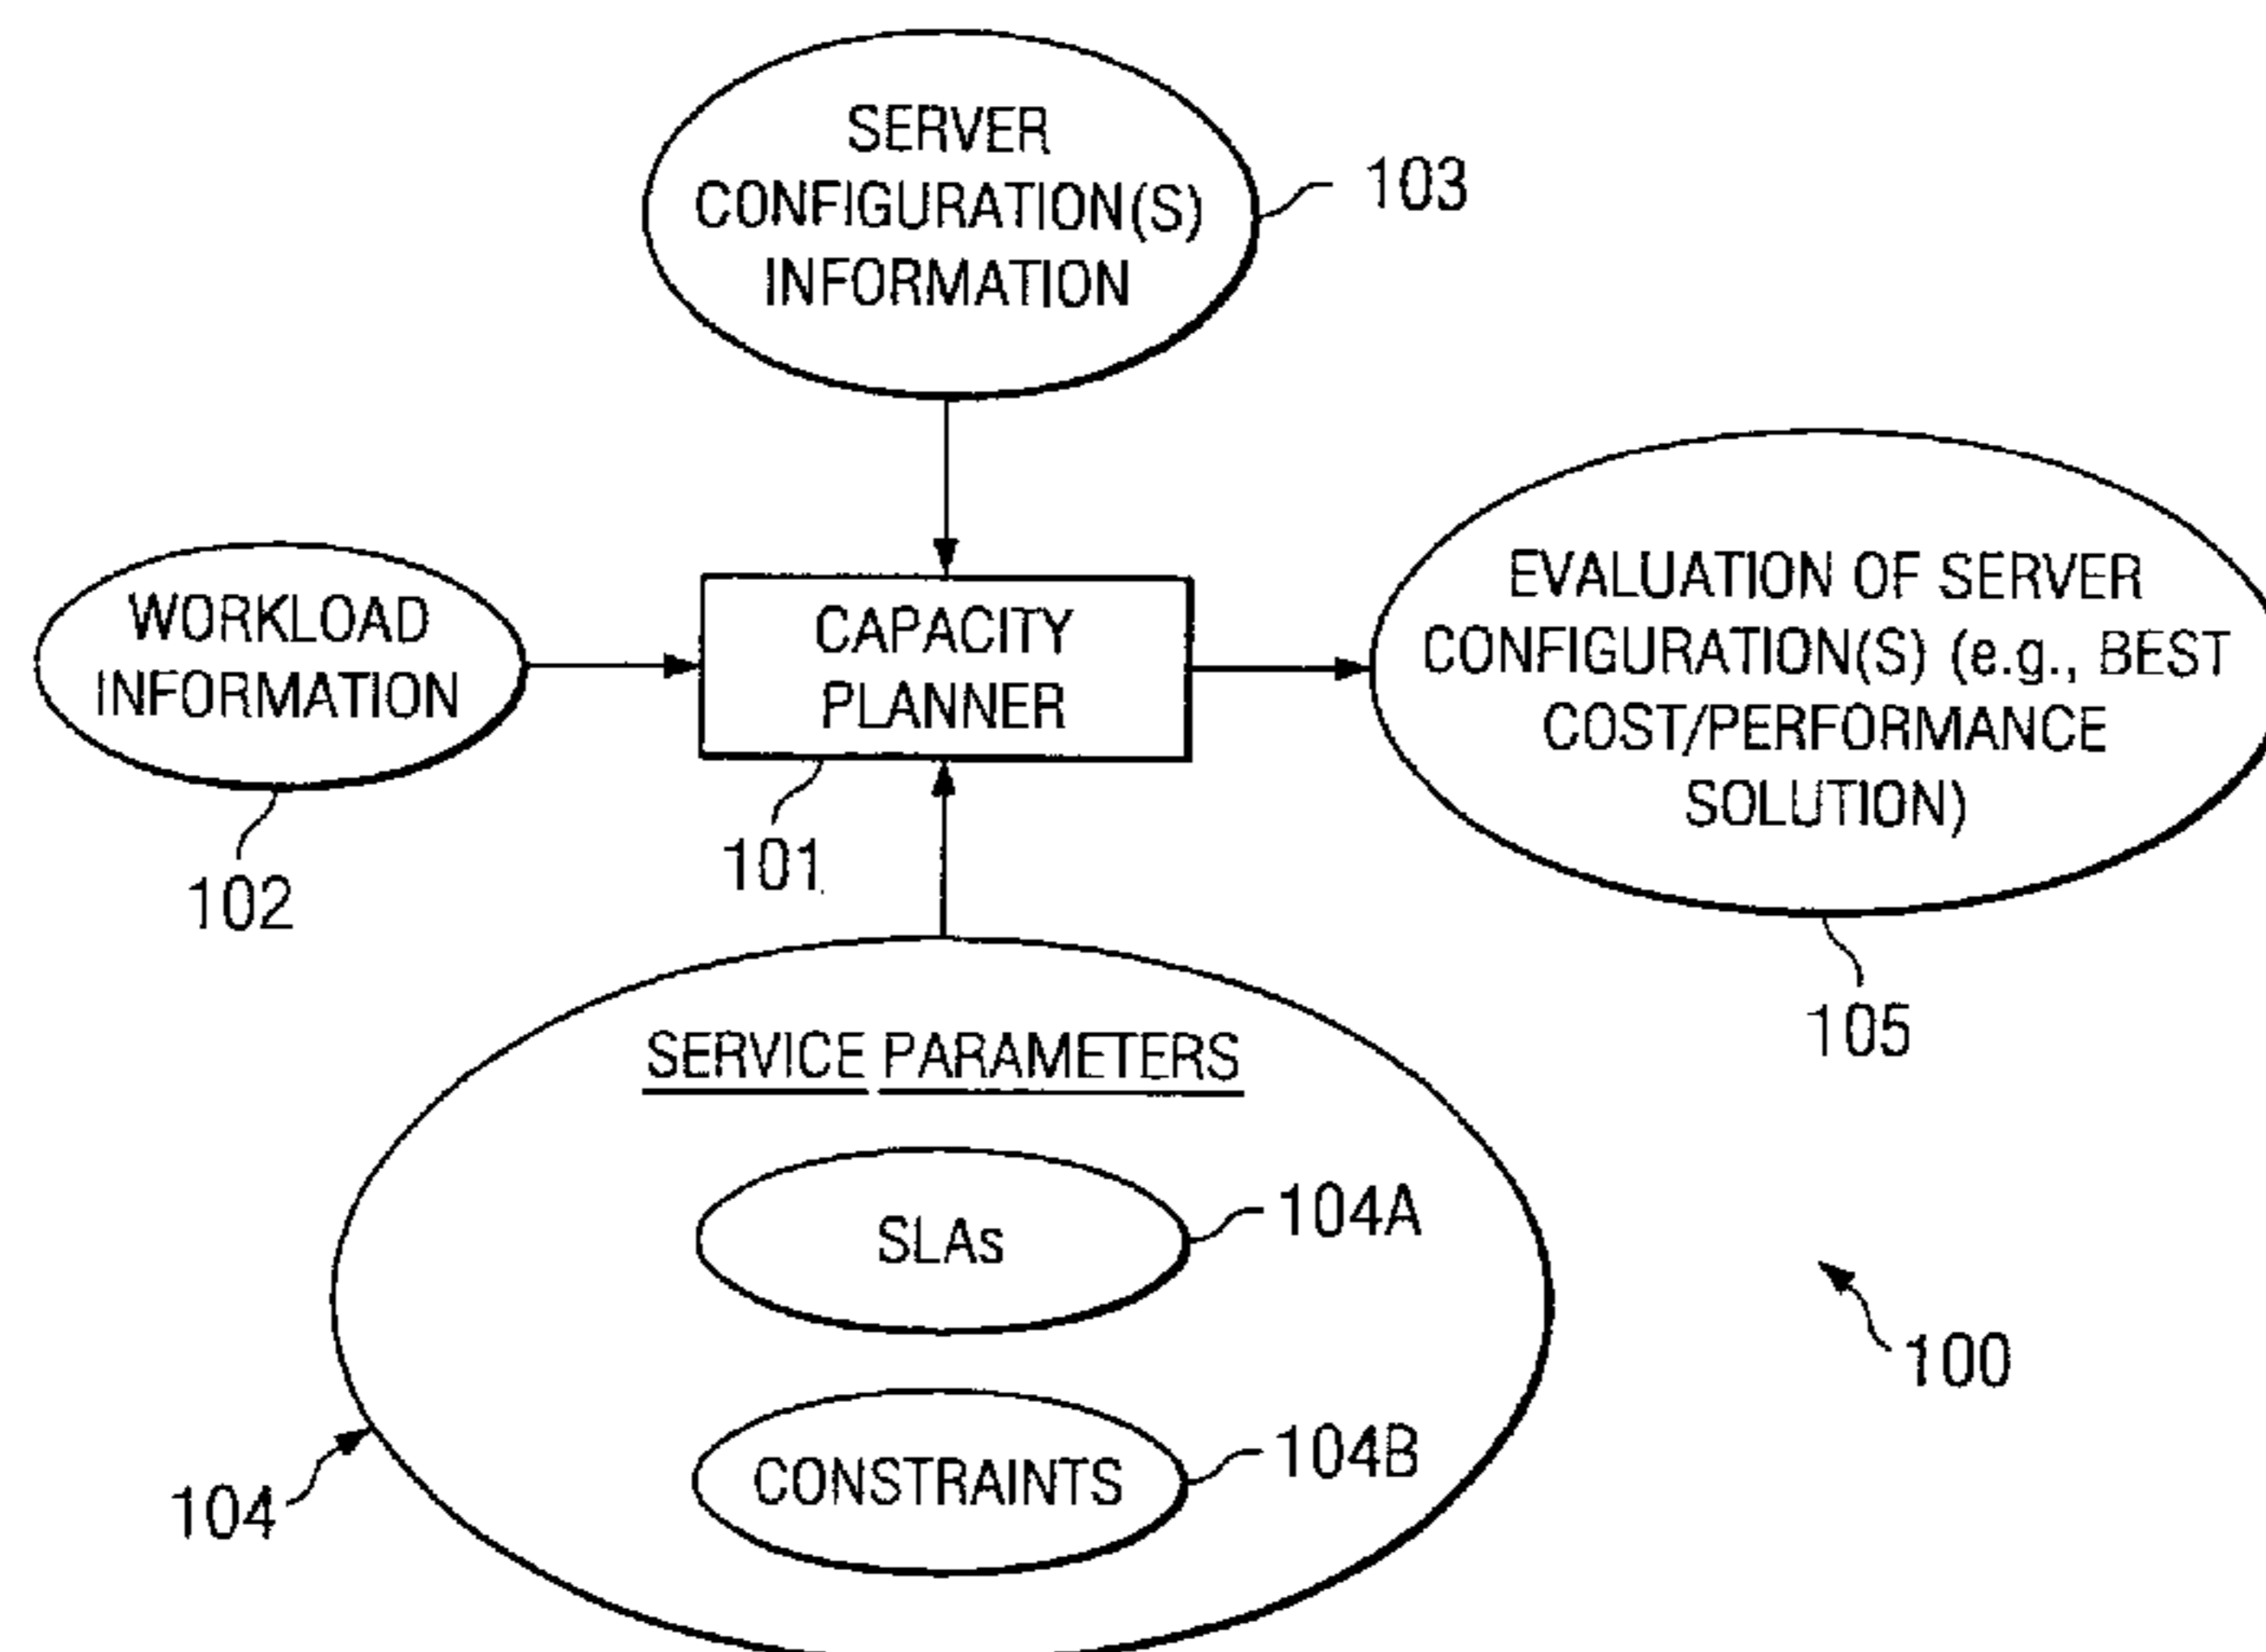 SERVER
CONFIGURATION(S)
INFORMATION
103
WORKLOAD
INFORMATION
102
CAPACITY
PLANNER
101
EVALUATION OF SERVER
CONFIGURATION(S) (e.g., BEST
COST/PERFORMANCE
SOLUTION)
105
SERVICE PARAMETERS
SLAs
104A
CONSTRAINTS
104B
104
100